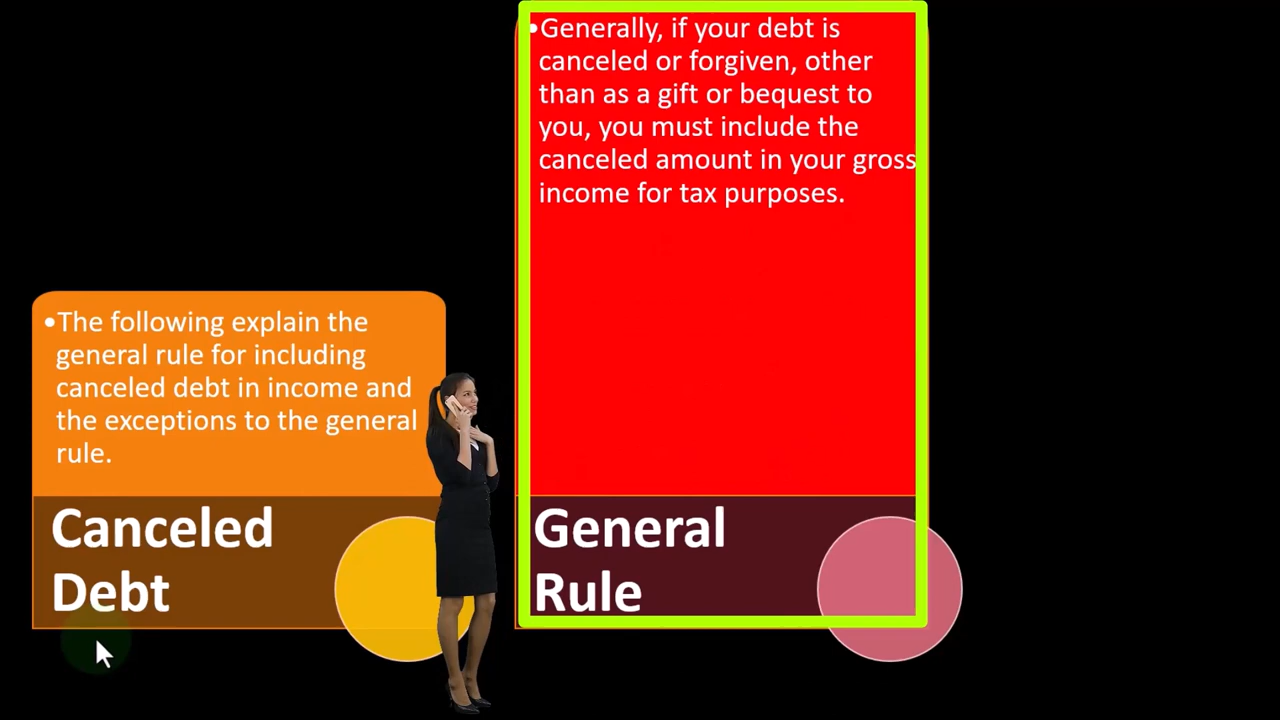 •The following explain the
general rule for including
canceled debt in income and
the exceptions to the general
rule.
Canceled
Debt
•Generally, if your debt is
canceled or forgiven, other
than as a gift or bequest to
you, you must include the
canceled amount in your gross
income for tax purposes.
General
Rule